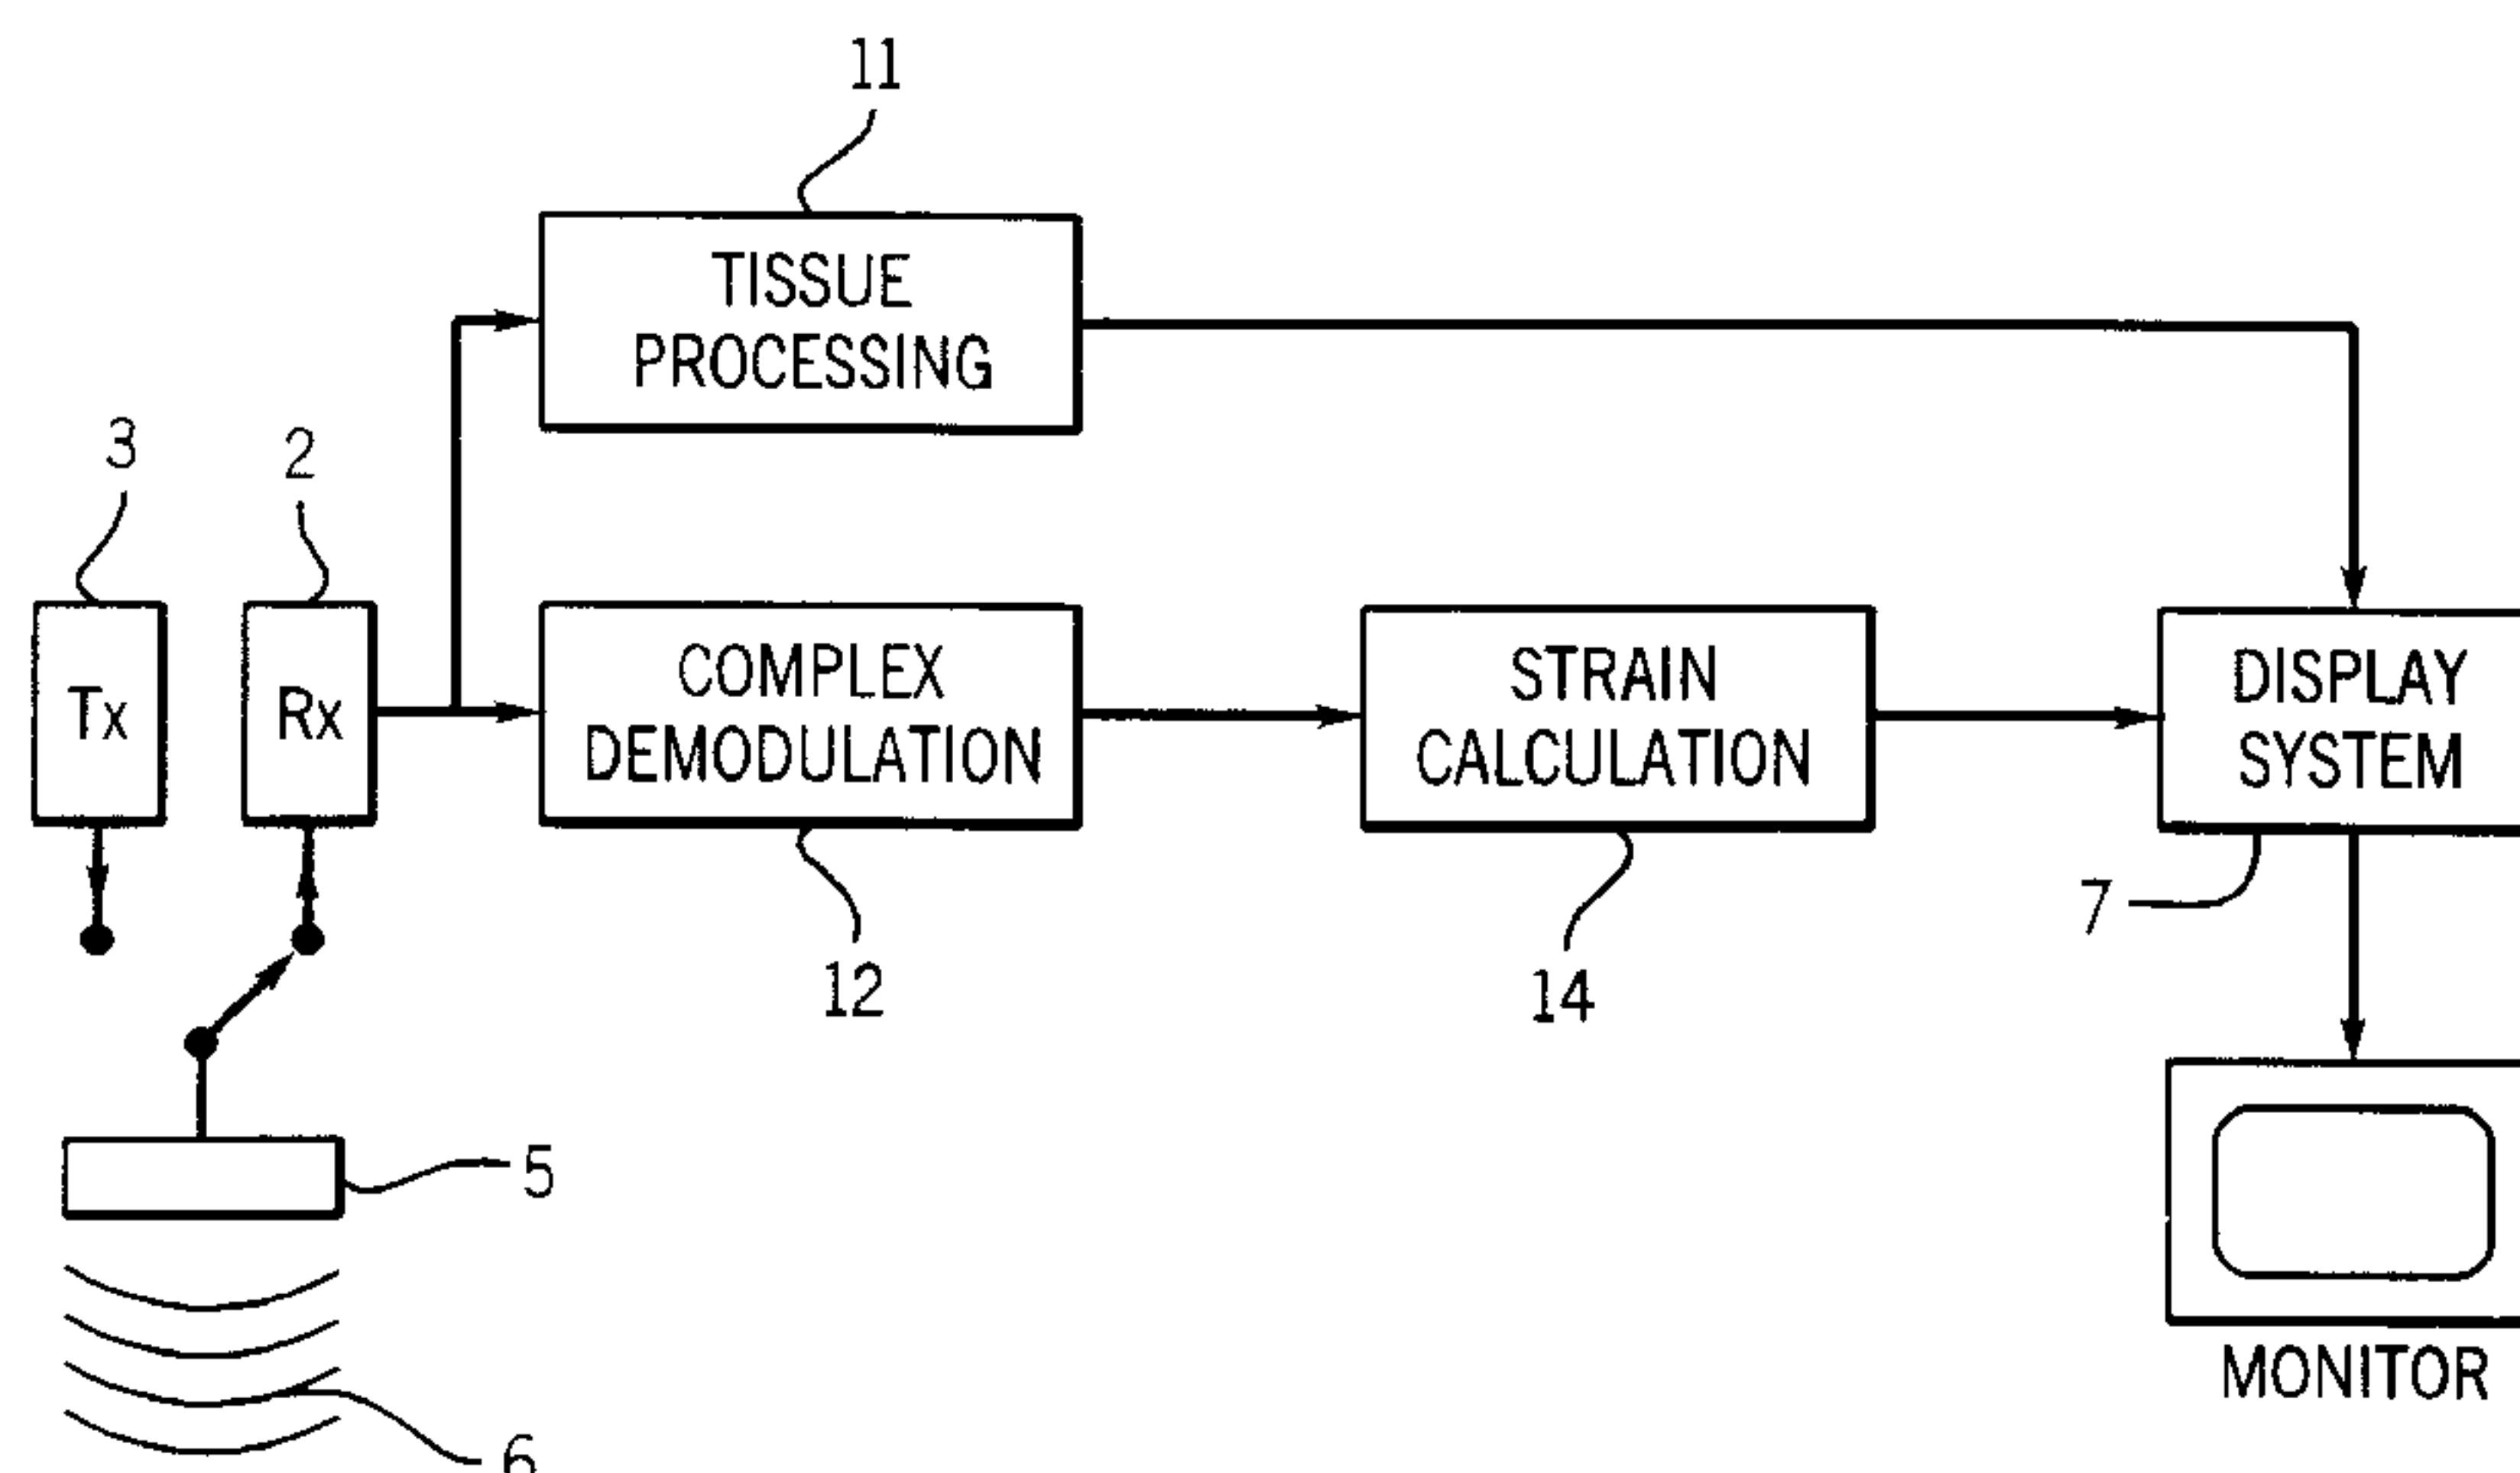 11
TISSUE
PROCESSING
3
2
Tx
Rx
COMPLEX
DEMODULATION
STRAIN
CALCULATION
DISPLAY
SYSTEM
7
12
14
5
MONITOR
6